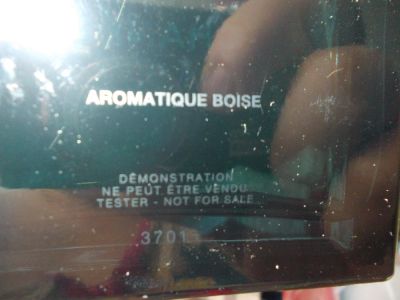 AROMATIQUE BOISE
DÉMONSTRATION
NE PEUT ÊTRE VENDU
TESTER - NOT FOR SALE
3701